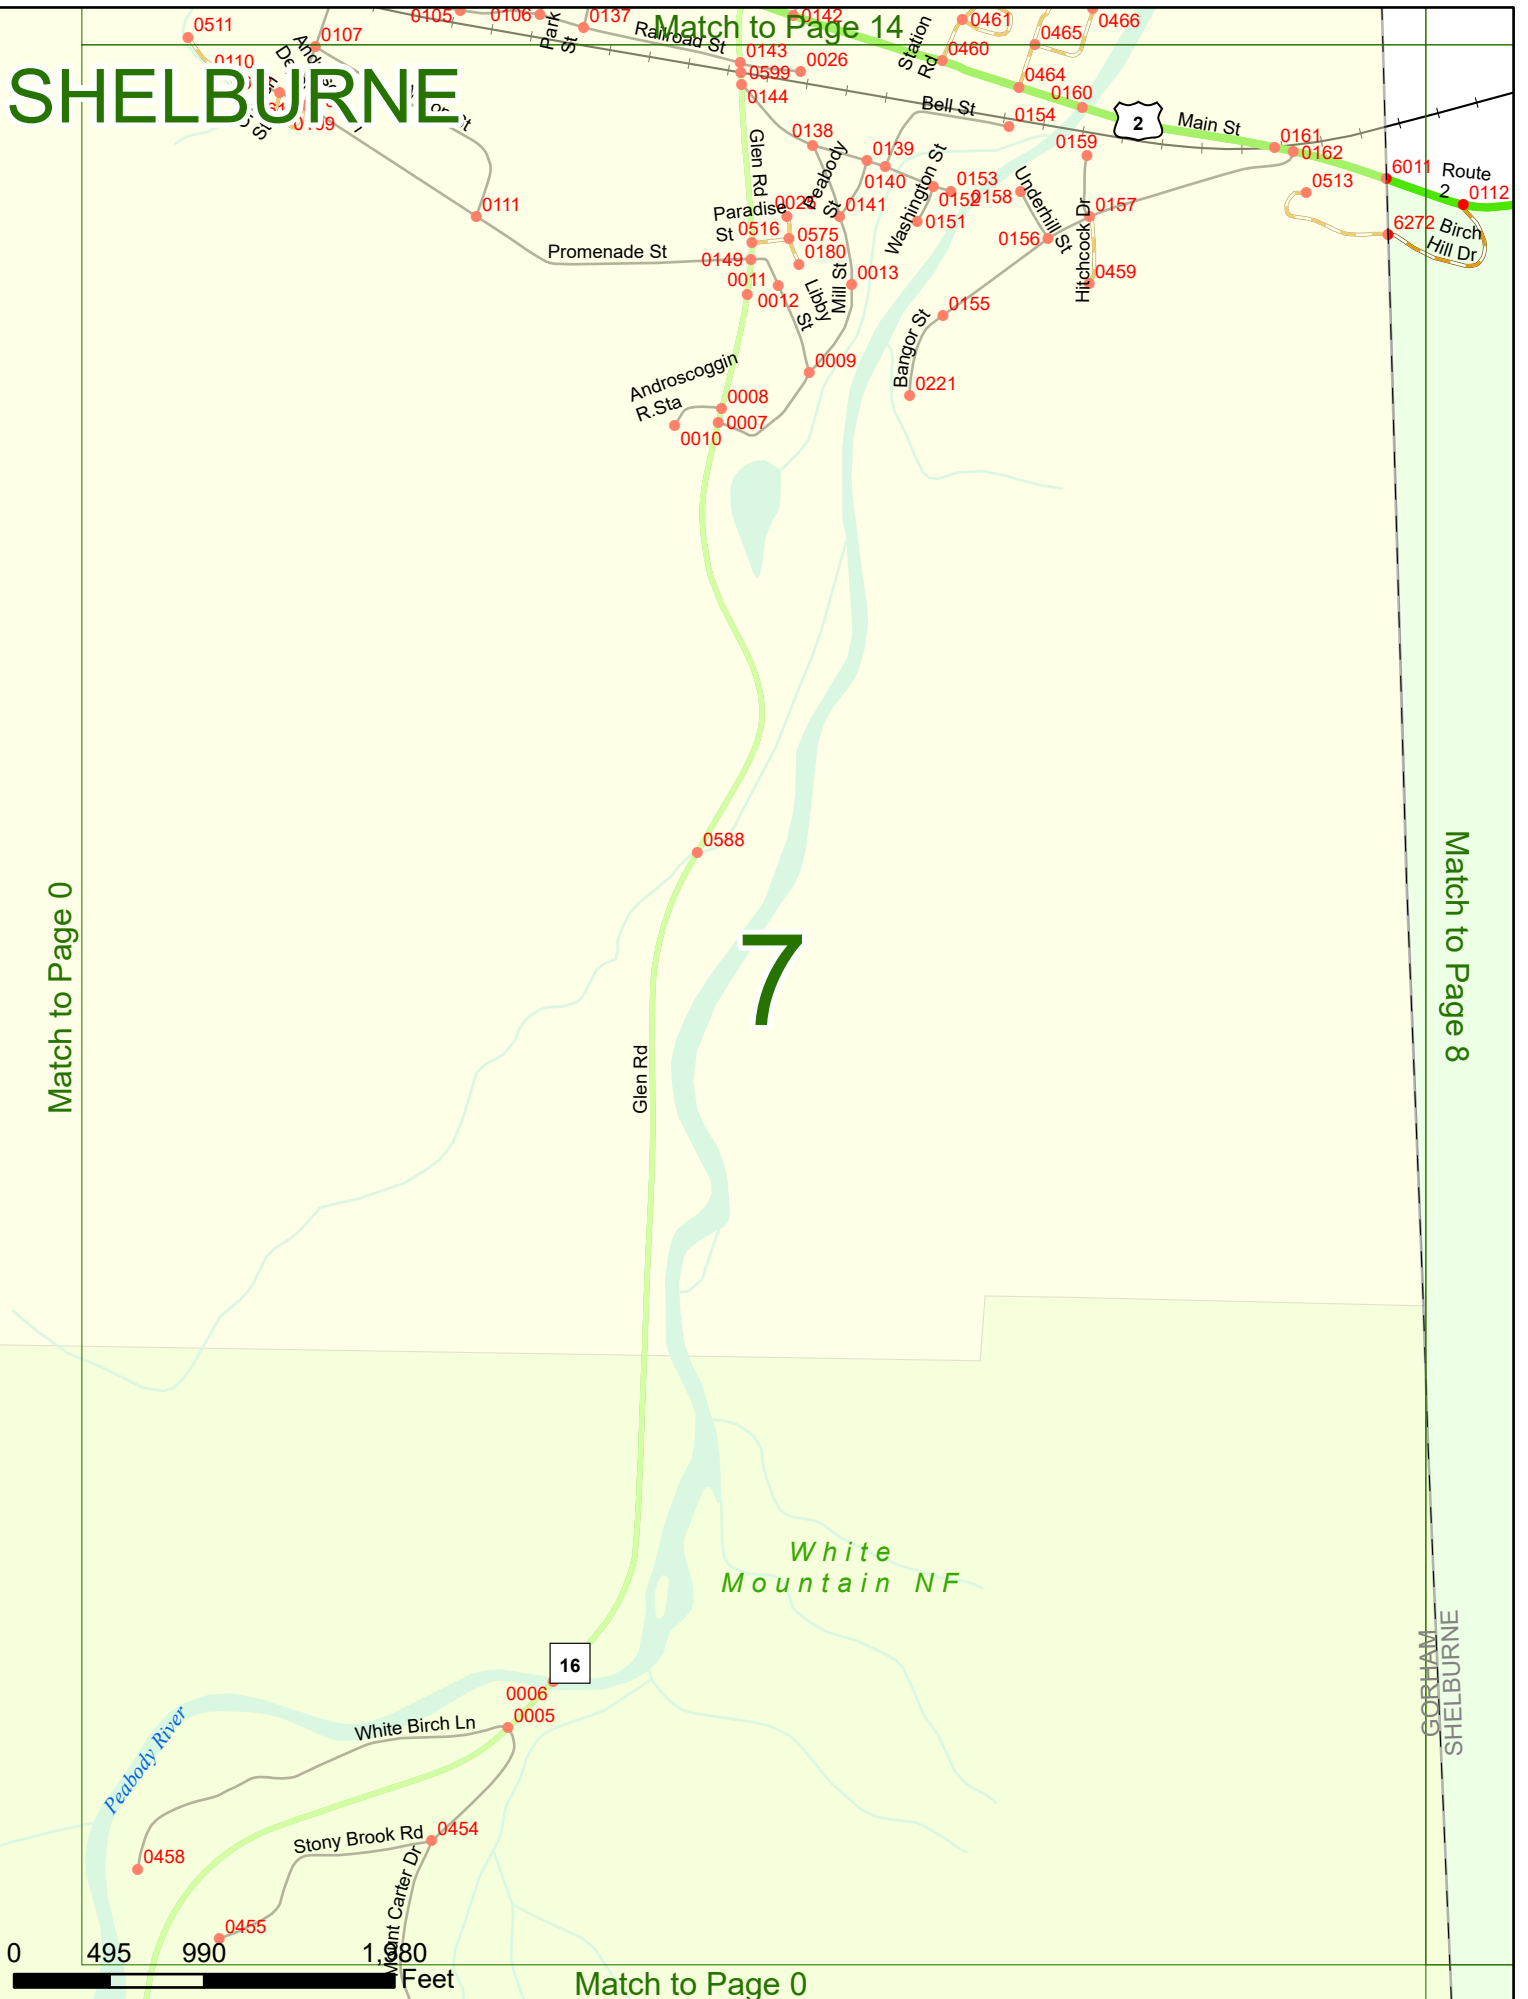 0511
0105
0106
0137
Park
St
Railroad St
Match to Page 14
0142
Station
Rd
0461
0466
0465
0107
0110
SHELBURNE
0143
0599
0144
0026
0460
0464
0160
2
Main St
Bell St
0154
0161
0162
0159
6011
Route
2
0112
0513
6272
Birch
Hill Dr
0138
0139
0140
Peabody
St
0141
Glen Rd
Washington St
0153
0152
0151
0158
Underhill St
0157
0156
Hitchcock Dr
0459
0111
Paradise
St
0516
0575
0180
Promenade St
0149
0011
0012
Libby
St
Mill St
0013
0155
Bangor St
0221
0009
Androscoggin
R.Sta
0008
0007
0010
0588
Match to Page 0
7
Match to Page 8
Glen Rd
White
Mountain NF
GORHAM
SHELBURNE
16
0006
0005
White Birch Ln
Peabody River
0454
Stony Brook Rd
Mount Carter Dr
0458
0455
0 495 990 1,980
Feet
Match to Page 0